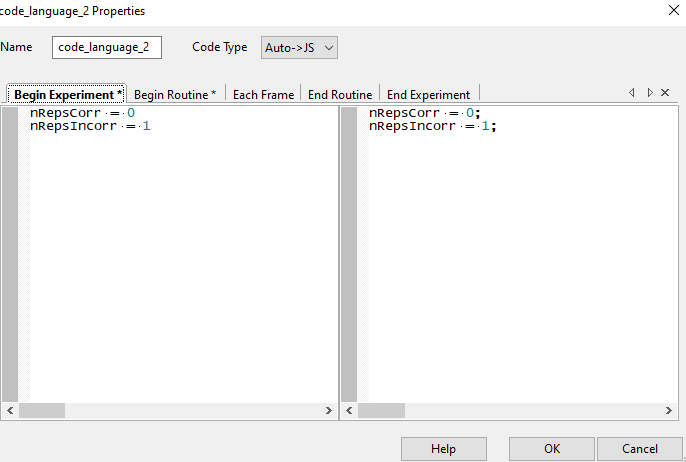 code_language_2 Properties
Name code_language_2 Code Type Auto->JS
Begin Experiment * Begin Routine * Each Frame End Routine End Experiment
nRepsCorr = 0 nRepsCorr = 0;
nRepsIncorr = 1 nRepsIncorr = 1;
Help OK Cancel